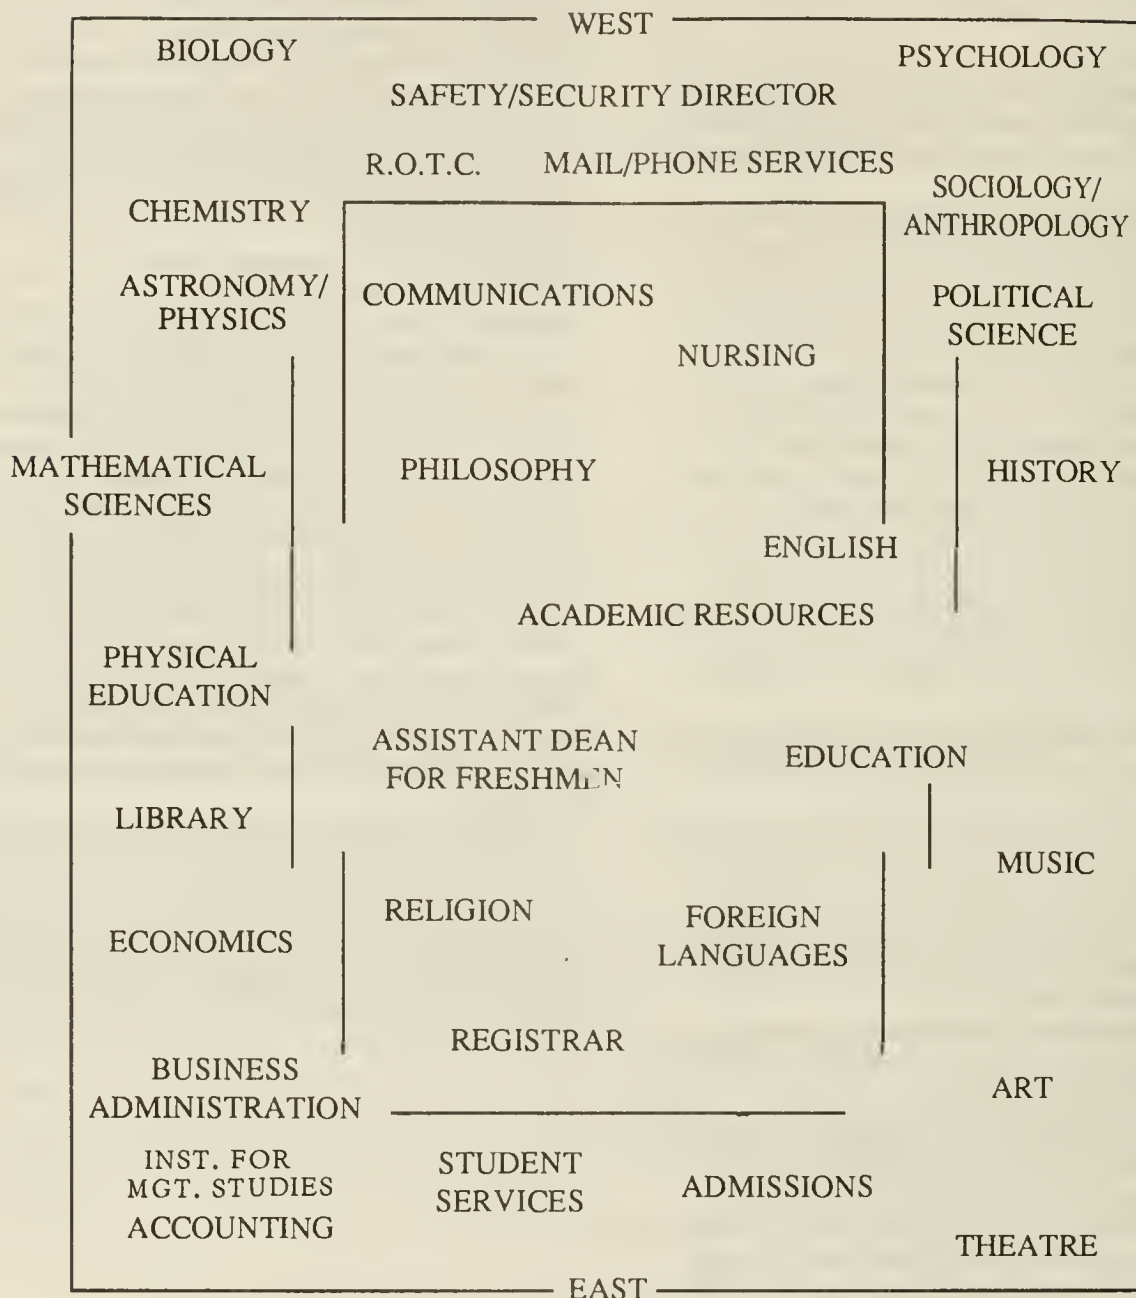 WEST
BIOLOGY
PSYCHOLOGY
SAFETY/SECURITY DIRECTOR
R.O.T.C.
MAIL/PHONE SERVICES
SOCIOLOGY/
ANTHROPOLOGY
CHEMISTRY
ASTRONOMY/
PHYSICS
COMMUNICATIONS
POLITICAL
SCIENCE
NURSING
MATHEMATICAL
SCIENCES
PHILOSOPHY
HISTORY
ENGLISH
ACADEMIC RESOURCES
PHYSICAL
EDUCATION
ASSISTANT DEAN
FOR FRESHMEN
EDUCATION
LIBRARY
MUSIC
RELIGION
FOREIGN
LANGUAGES
ECONOMICS
REGISTRAR
BUSINESS
ADMINISTRATION
ART
INST. FOR
MGT. STUDIES
ACCOUNTING
STUDENT
SERVICES
ADMISSIONS
THEATRE
EAST